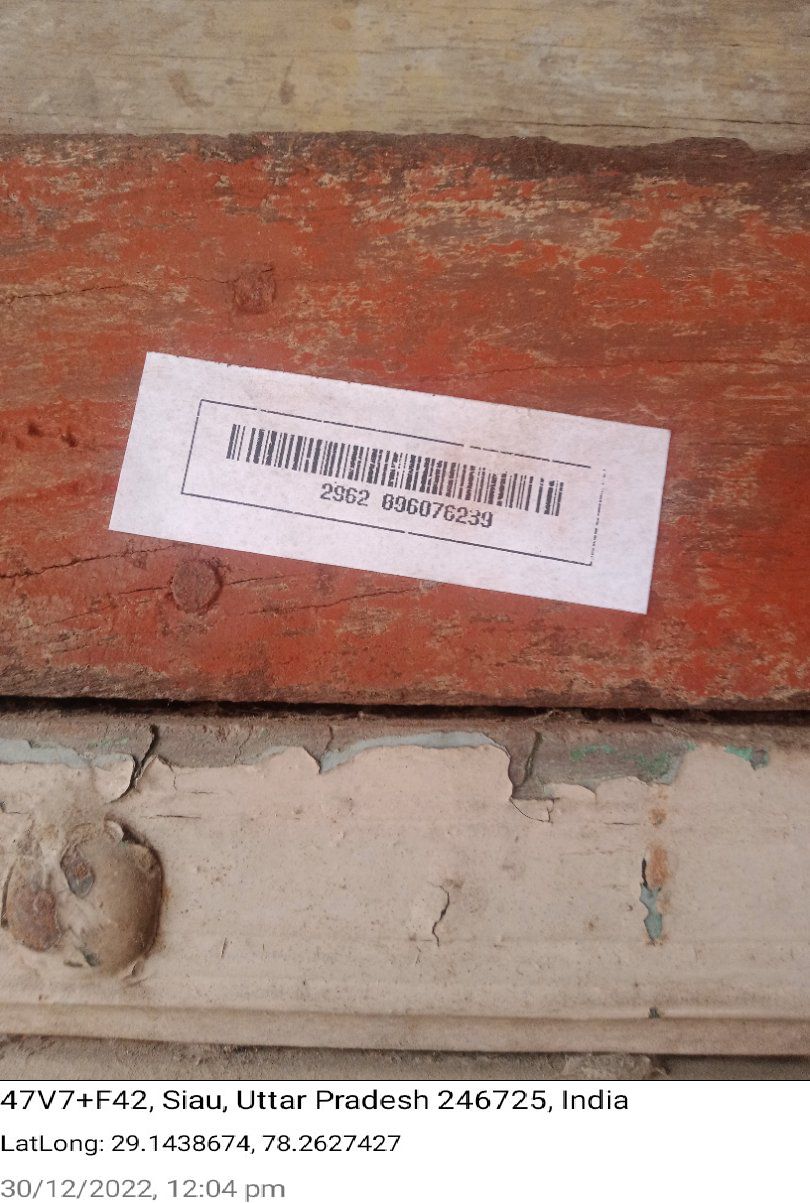 2962 896076239
47V7+F42, Siau, Uttar Pradesh 246725, India
LatLong: 29.1438674, 78.2627427
30/12/2022, 12:04 pm